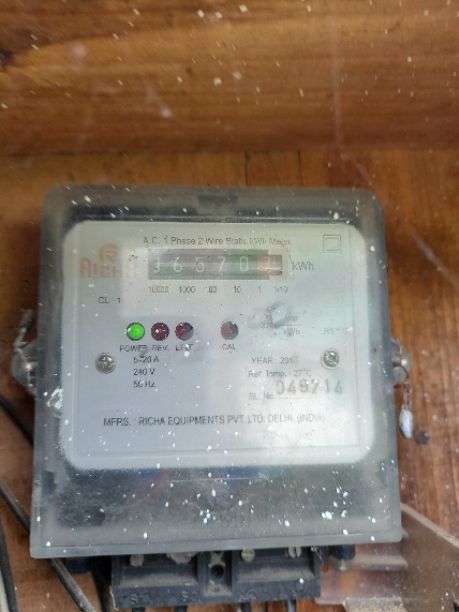 A.C. 1 Phase 2 Wire Static kWh Meter
RICHA
kWh
10000 1000 100 10 1 1/10
CL. 1
POWER REV. E/LT CAL
5-20 A
240 V
50 Hz.
YEAR
Ref. Temp. 27°C
SL. No.
MFRS. : RICHA EQUIPMENTS PVT. LTD. DELHI, (INDIA)